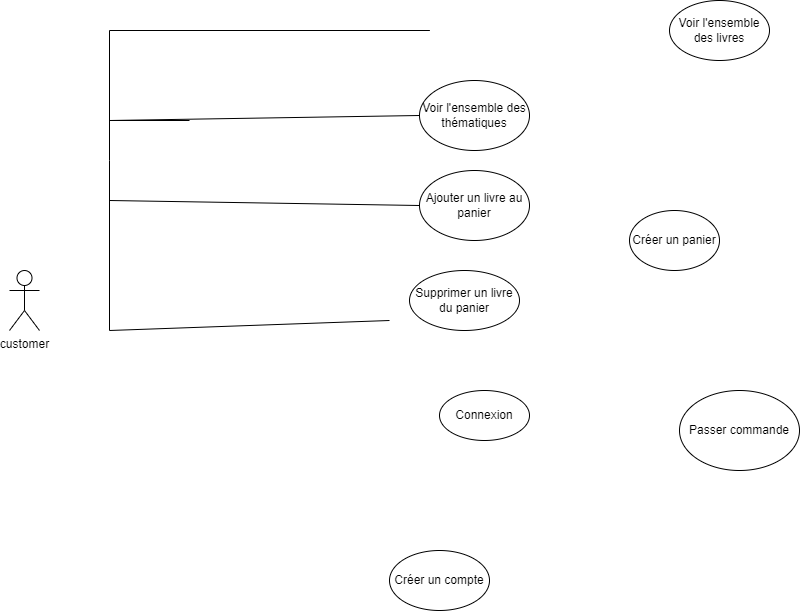 Voir l'ensemble
des livres
Voir l'ensemble des
thématiques
Ajouter un livre au
panier
Créer un panier
Supprimer un livre
du panier
customer
Connexion
Passer commande
Créer un compte